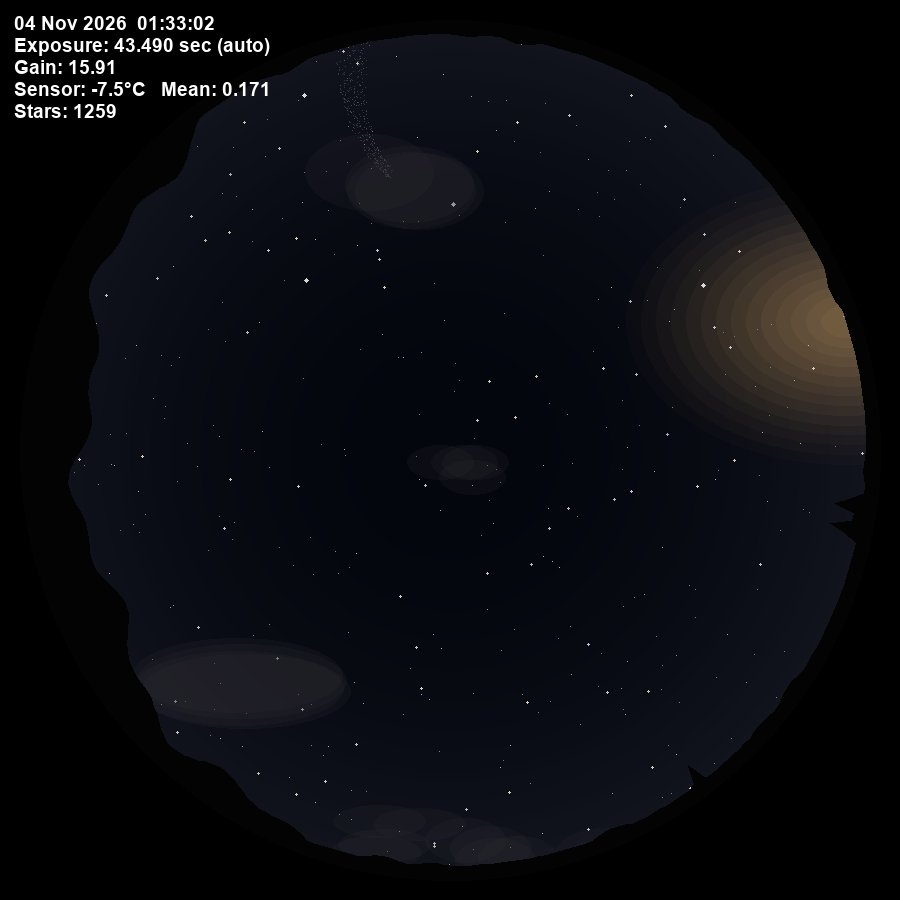 04 Nov 2026  01:33:02
Exposure: 43.490 sec (auto)
Gain: 15.91
Sensor: -7.5°C   Mean: 0.171
Stars: 1259